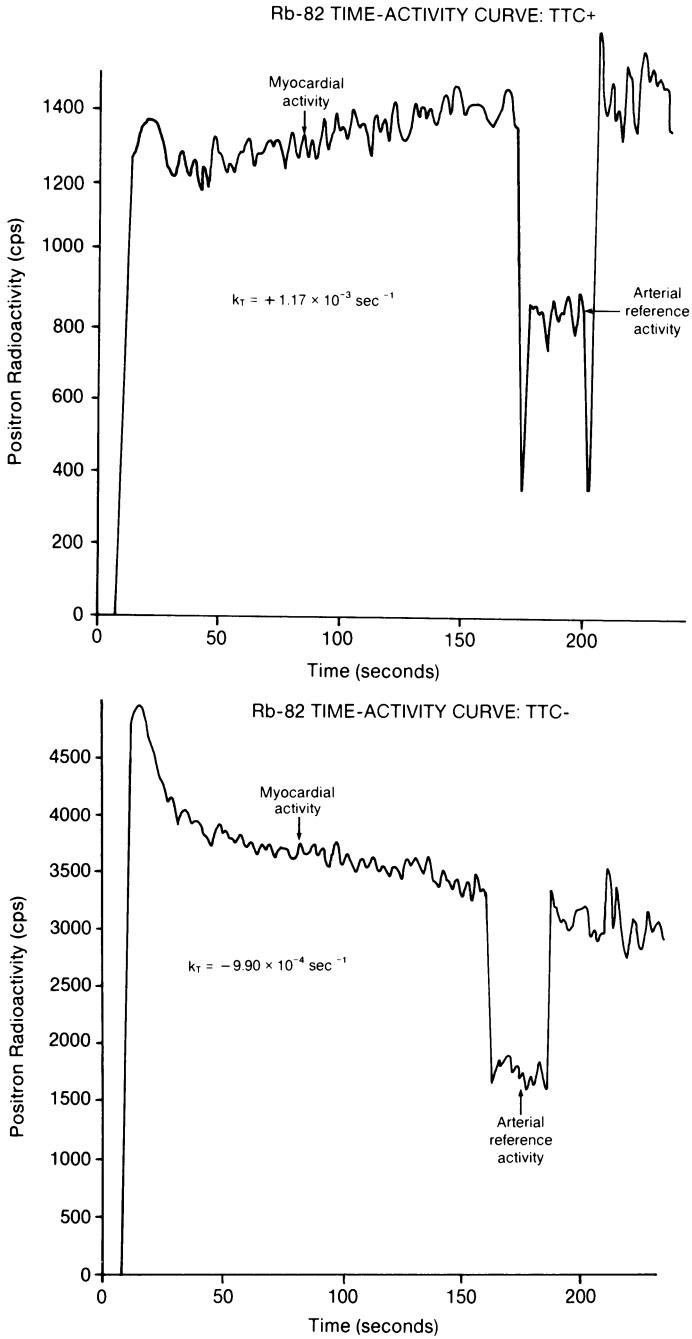 Rb-82 TIME-ACTIVITY CURVE: TTC+
Myocardial
activity
1400
1200
1000
800
600
400
200
0
Positron Radioactivity (cps)
kT = +1.17 × 10⁻³ sec ⁻¹
Arterial
reference
activity
0 50 100 150 200
Time (seconds)
Rb-82 TIME-ACTIVITY CURVE: TTC-
Myocardial
activity
4500
4000
3500
3000
2500
2000
1500
1000
500
0
Positron Radioactivity (cps)
kT = −9.90 × 10⁻⁴ sec ⁻¹
Arterial
reference
activity
0 50 100 150 200
Time (seconds)